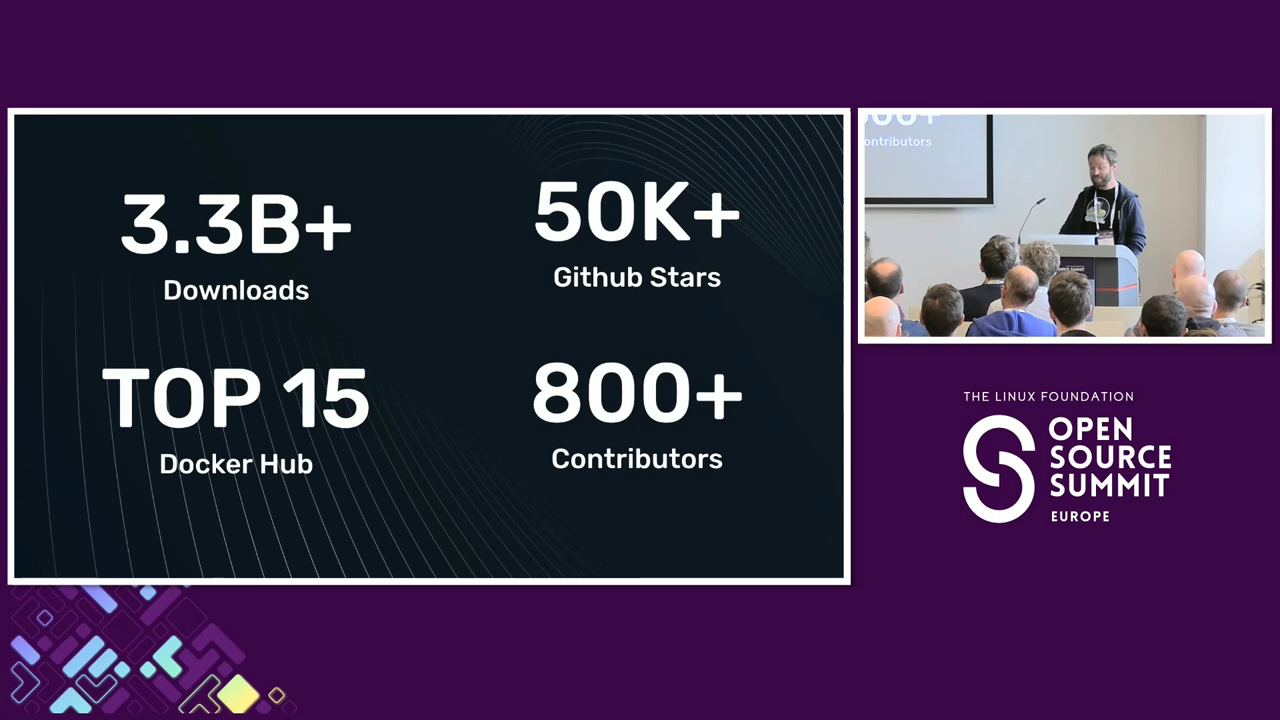 3.3B+
Downloads
50K+
Github Stars
TOP 15
Docker Hub
800+
Contributors
ontributors
THE LINUX FOUNDATION
OPEN
SOURCE
SUMMIT
EUROPE